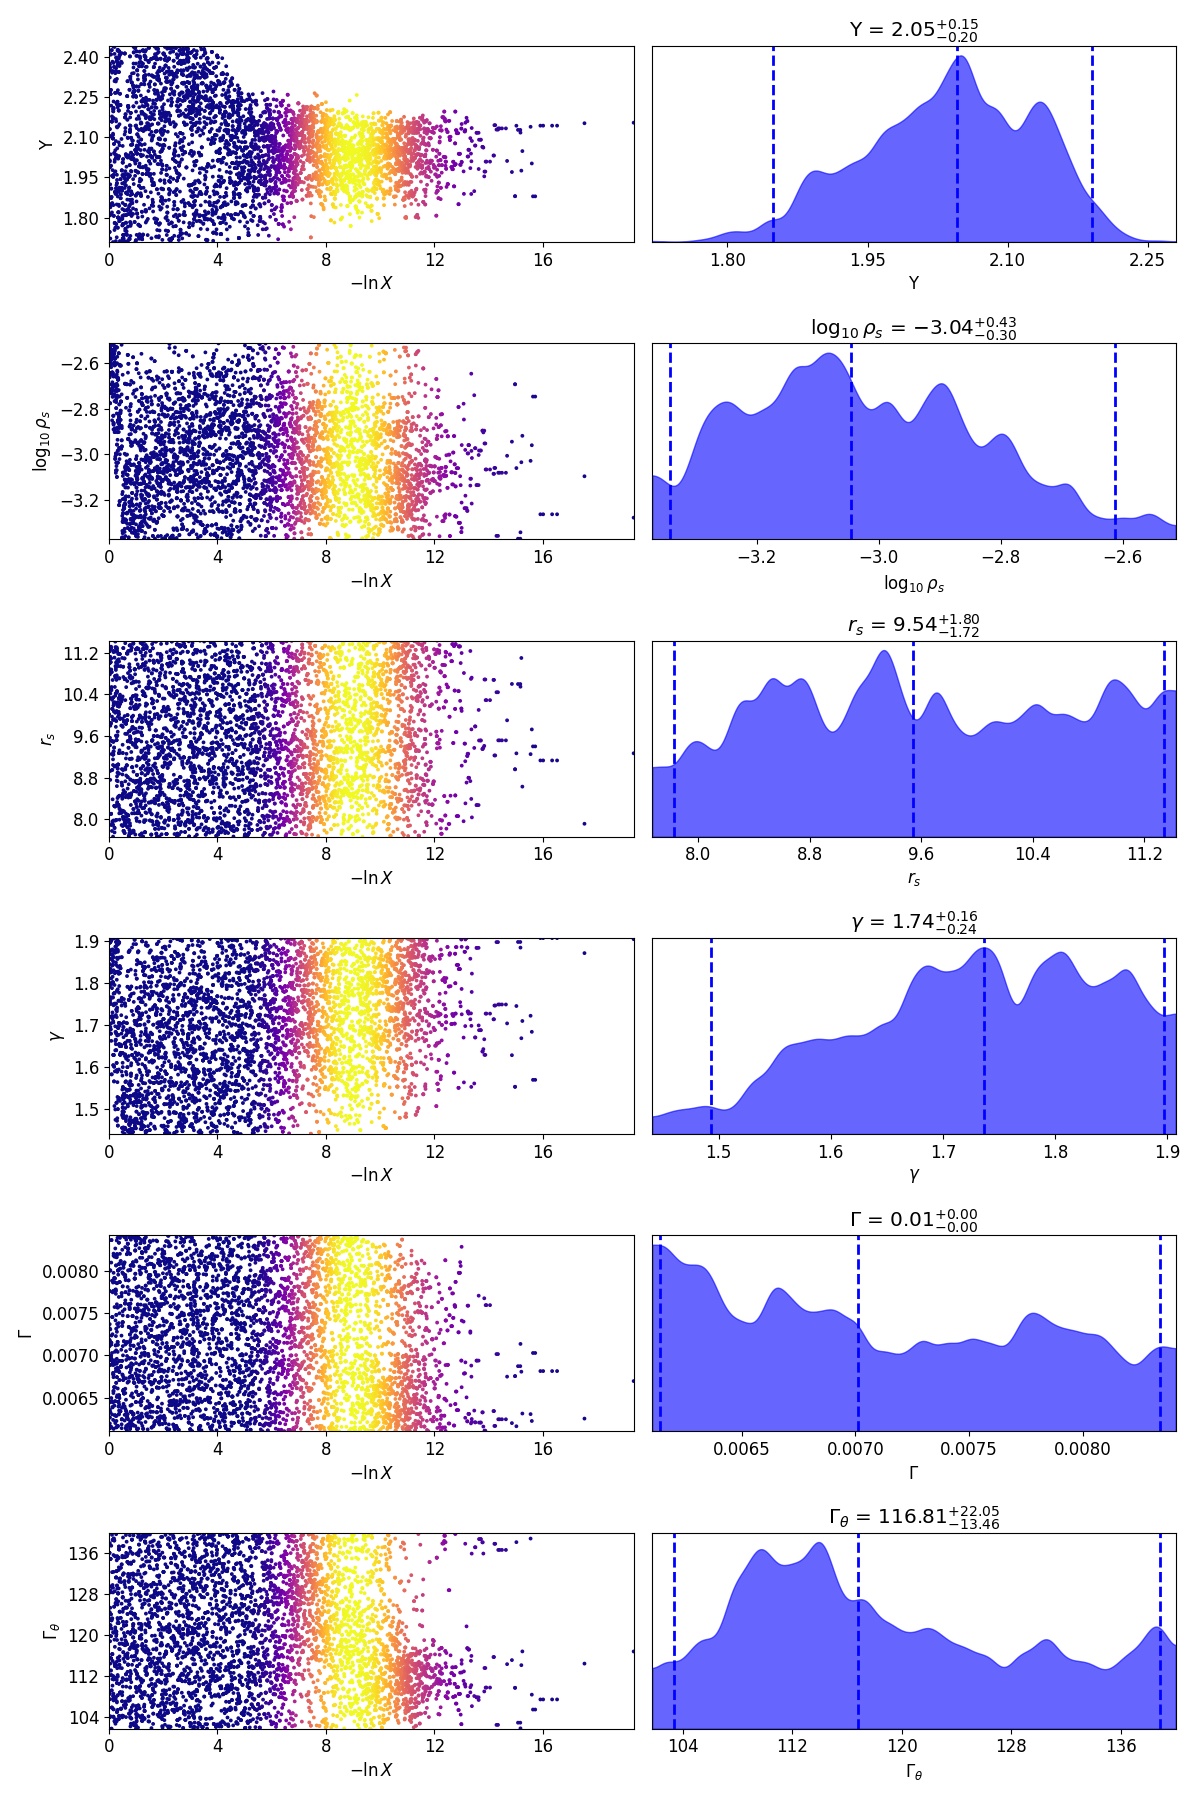 Y = 2.05+0.15−0.20
2.40
2.25
2.10
1.95
1.80
Y
0 4 8 12 16
−ln X
1.80 1.95 2.10 2.25
Y
log10 ρs = −3.04+0.43−0.30
−2.6
−2.8
−3.0
−3.2
log10 ρs
0 4 8 12 16
−ln X
−3.2 −3.0 −2.8 −2.6
log10 ρs
rs = 9.54+1.80−1.72
11.2
10.4
9.6
8.8
8.0
rs
0 4 8 12 16
−ln X
8.0 8.8 9.6 10.4 11.2
rs
γ = 1.74+0.16−0.24
1.9
1.8
1.7
1.6
1.5
γ
0 4 8 12 16
−ln X
1.5 1.6 1.7 1.8 1.9
γ
Γ = 0.01+0.00−0.00
0.0080
0.0075
0.0070
0.0065
Γ
0 4 8 12 16
−ln X
0.0065 0.0070 0.0075 0.0080
Γ
Γθ = 116.81+22.05−13.46
136
128
120
112
104
Γθ
0 4 8 12 16
−ln X
104 112 120 128 136
Γθ